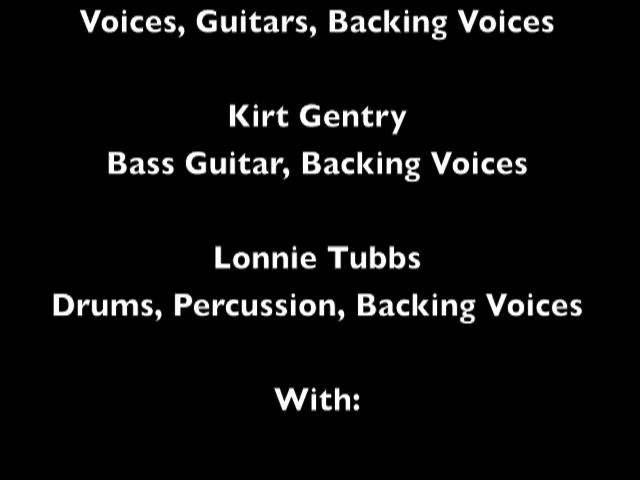 Voices, Guitars, Backing Voices
Kirt Gentry
Bass Guitar, Backing Voices
Lonnie Tubbs
Drums, Percussion, Backing Voices
With: